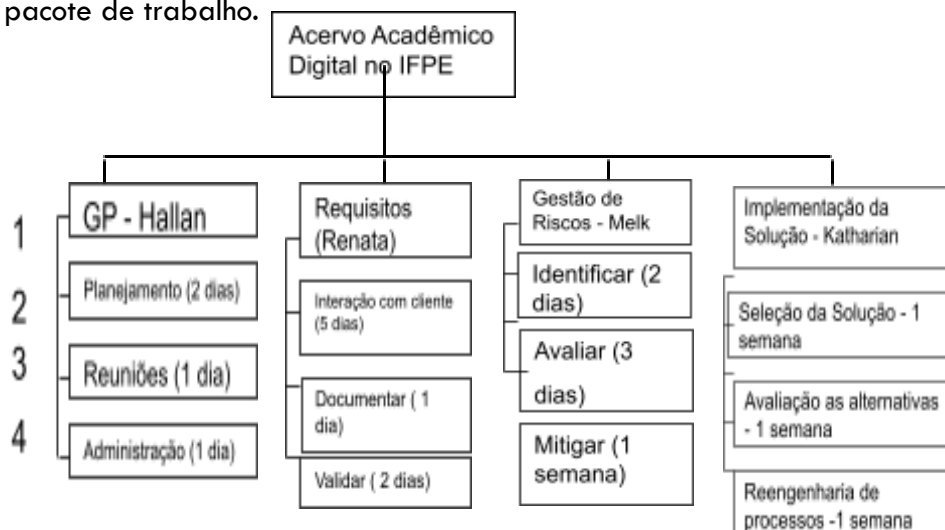 pacote de trabalho.
Acervo Acadêmico
Digital no IFPE
1
2
3
4
GP - Hallan
Planejamento (2 dias)
Reuniões (1 dia)
Administração (1 dia)
Requisitos
(Renata)
Interação com cliente
(5 dias)
Documentar ( 1
dia)
Validar ( 2 dias)
Gestão de
Riscos - Melk
Identificar (2
dias)
Avaliar (3
dias)
Mitigar (1
semana)
Implementação da
Solução - Katharian
Seleção da Solução - 1
semana
Avaliação as alternativas
- 1 semana
Reengenharia de
processos -1 semana